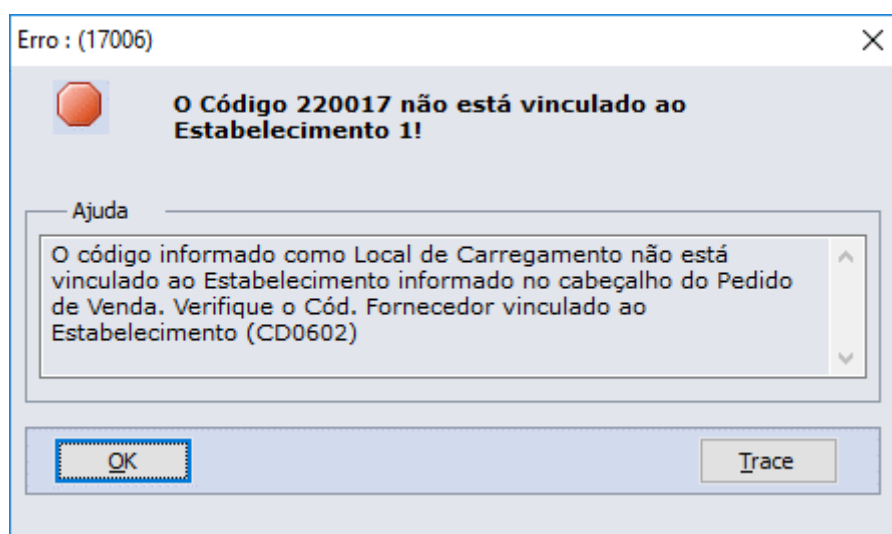 Erro : (17006)
O Código 220017 não está vinculado ao
Estabelecimento 1!
Ajuda
O código informado como Local de Carregamento não está
vinculado ao Estabelecimento informado no cabeçalho do Pedido
de Venda. Verifique o Cód. Fornecedor vinculado ao
Estabelecimento (CD0602)
OK
Trace